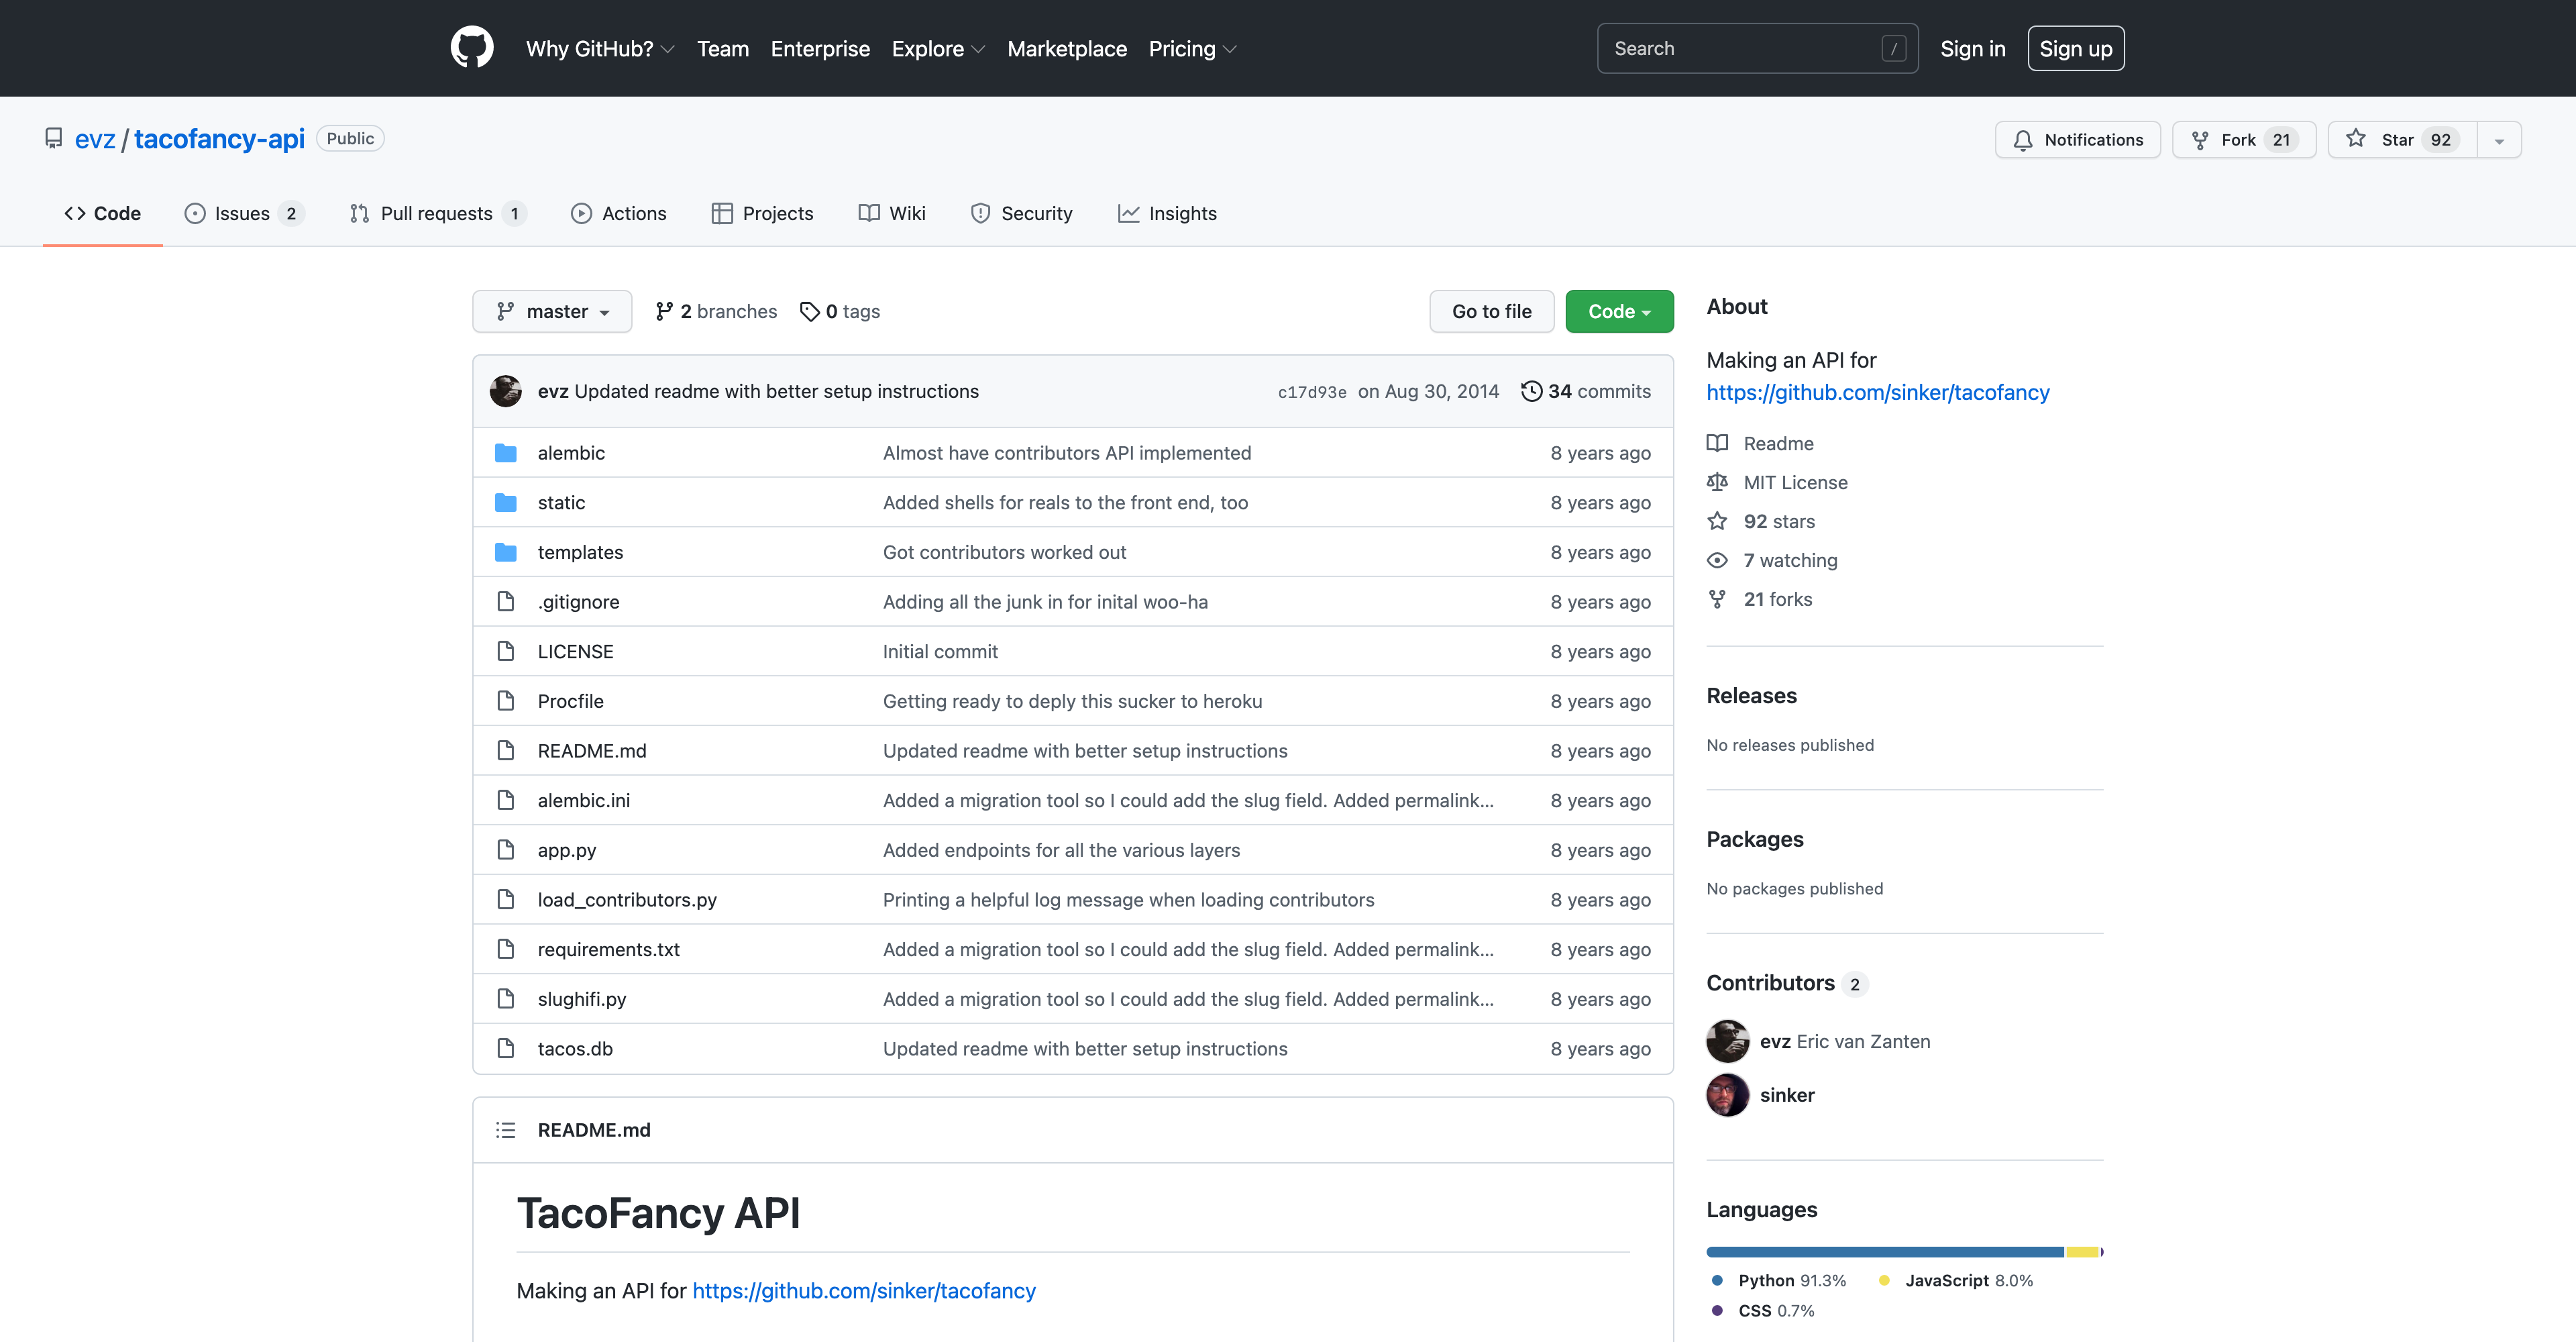 Why GitHub? Team Enterprise Explore Marketplace Pricing Search / Sign in Sign up
evz / tacofancy-api Public Notifications Fork 21 Star 92
Code Issues 2 Pull requests 1 Actions Projects Wiki Security Insights
master 2 branches 0 tags Go to file Code
evz Updated readme with better setup instructions c17d93e on Aug 30, 2014 34 commits
alembic Almost have contributors API implemented 8 years ago
static Added shells for reals to the front end, too 8 years ago
templates Got contributors worked out 8 years ago
.gitignore Adding all the junk in for inital woo-ha 8 years ago
LICENSE Initial commit 8 years ago
Procfile Getting ready to deply this sucker to heroku 8 years ago
README.md Updated readme with better setup instructions 8 years ago
alembic.ini Added a migration tool so I could add the slug field. Added permalink... 8 years ago
app.py Added endpoints for all the various layers 8 years ago
load_contributors.py Printing a helpful log message when loading contributors 8 years ago
requirements.txt Added a migration tool so I could add the slug field. Added permalink... 8 years ago
slughifi.py Added a migration tool so I could add the slug field. Added permalink... 8 years ago
tacos.db Updated readme with better setup instructions 8 years ago
README.md
TacoFancy API
Making an API for https://github.com/sinker/tacofancy
About
Making an API for
https://github.com/sinker/tacofancy
Readme
MIT License
92 stars
7 watching
21 forks
Releases
No releases published
Packages
No packages published
Contributors 2
evz Eric van Zanten
sinker
Languages
Python 91.3% JavaScript 8.0%
CSS 0.7%